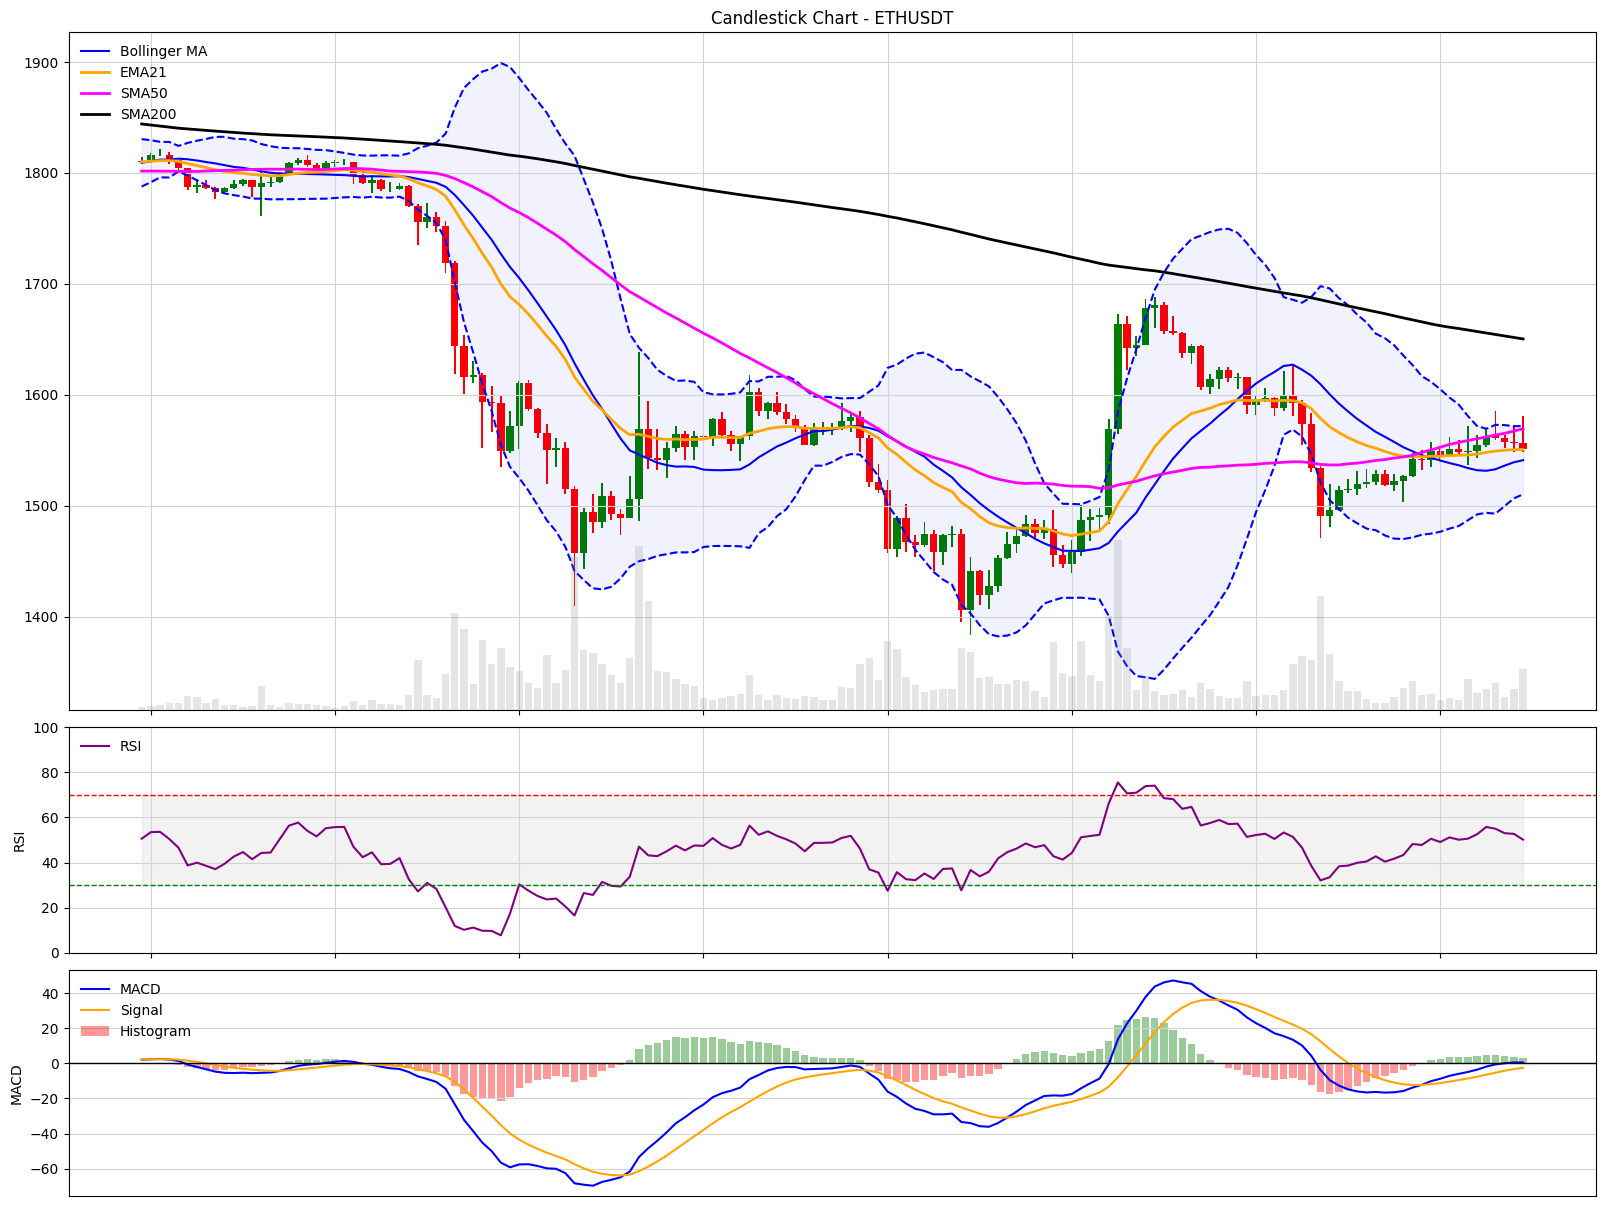 Candlestick Chart - ETHUSDT
Bollinger MA
EMA21
SMA50
SMA200
1900
1800
1700
1600
1500
1400
RSI
100
80
60
40
20
0
RSI
MACD
Signal
Histogram
40
20
0
−20
−40
−60
MACD